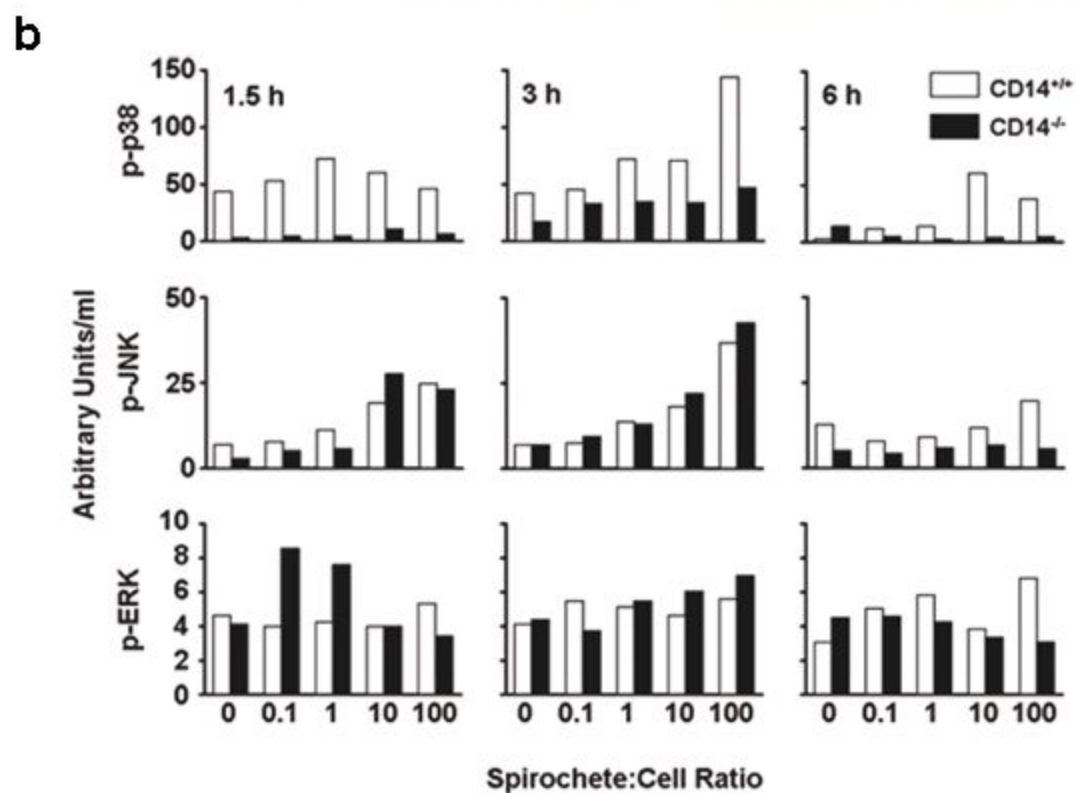 b
150
100
50
0
p-p38
1.5 h
3 h
6 h
CD14+/+
CD14-/-
50
25
0
p-JNK
Arbitrary Units/ml
10
8
6
4
2
0
p-ERK
0 0.1 1 10 100
0 0.1 1 10 100
0 0.1 1 10 100
Spirochete:Cell Ratio